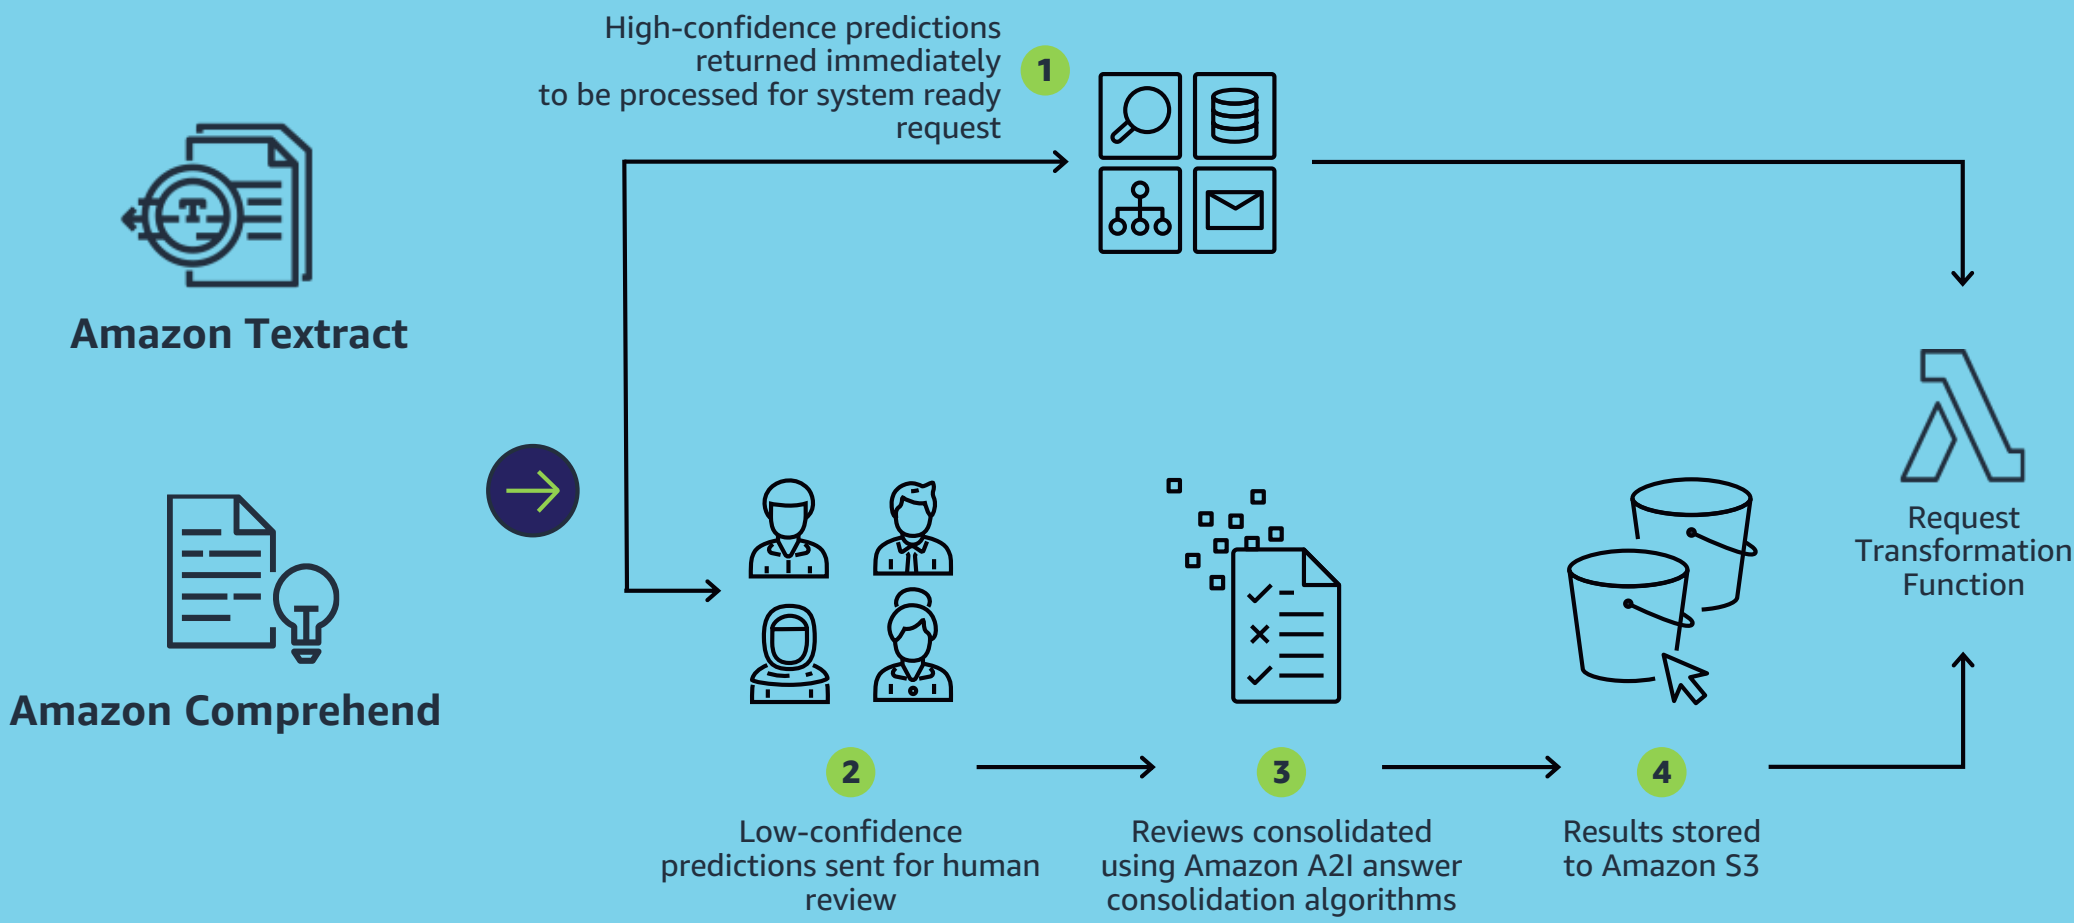 High-confidence predictions
returned immediately
to be processed for system ready
request
1
Amazon Textract
Amazon Comprehend
Request
Transformation
Function
2
Low-confidence
predictions sent for human
review
3
Reviews consolidated
using Amazon A2I answer
consolidation algorithms
4
Results stored
to Amazon S3